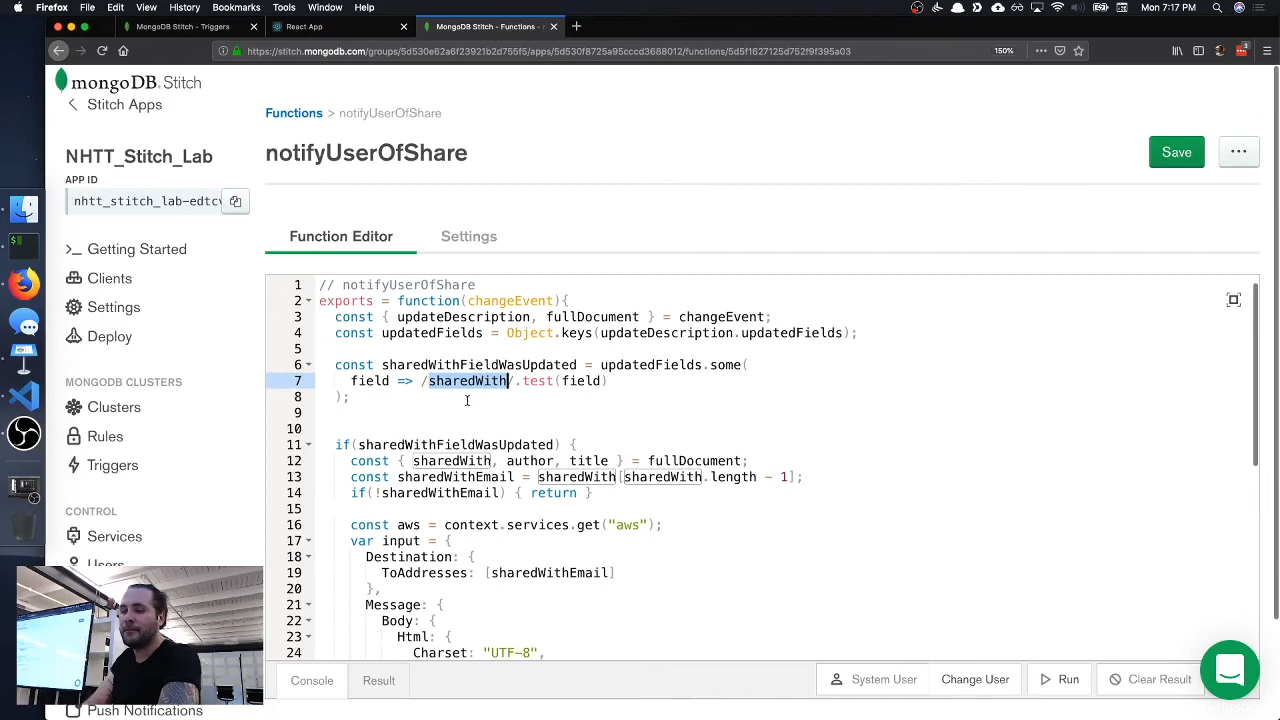 Firefox File Edit View History Bookmarks Tools Window Help
Mon 7:17 PM
MongoDB Stitch - Triggers
React App
MongoDB Stitch - Functions -
https://stitch.mongodb.com/groups/5d530e62a6f23921b2d755f5/apps/5d530f8725a95cccd3688012/functions/5d5f1627125d752f9f395a03
150%
mongoDB. Stitch
Stitch Apps
NHTT_Stitch_Lab
APP ID
nhtt_stitch_lab-edtcv
Getting Started
Clients
Settings
Deploy
MONGODB CLUSTERS
Clusters
Rules
Triggers
CONTROL
Services
Users
Push Notifications
Functions > notifyUserOfShare
notifyUserOfShare
Save
Function Editor
Settings
1 // notifyUserOfShare
2 exports = function(changeEvent){
3 const { updateDescription, fullDocument } = changeEvent;
4 const updatedFields = Object.keys(updateDescription.updatedFields);
5
6 const sharedWithFieldWasUpdated = updatedFields.some(
7 field => /sharedWith/.test(field)
8 );
9
10
11 if(sharedWithFieldWasUpdated) {
12 const { sharedWith, author, title } = fullDocument;
13 const sharedWithEmail = sharedWith[sharedWith.length - 1];
14 if(!sharedWithEmail) { return }
15
16 const aws = context.services.get("aws");
17 var input = {
18 Destination: {
19 ToAddresses: [sharedWithEmail]
20 },
21 Message: {
22 Body: {
23 Html: {
24 Charset: "UTF-8",
Console
Result
System User
Change User
Run
Clear Result